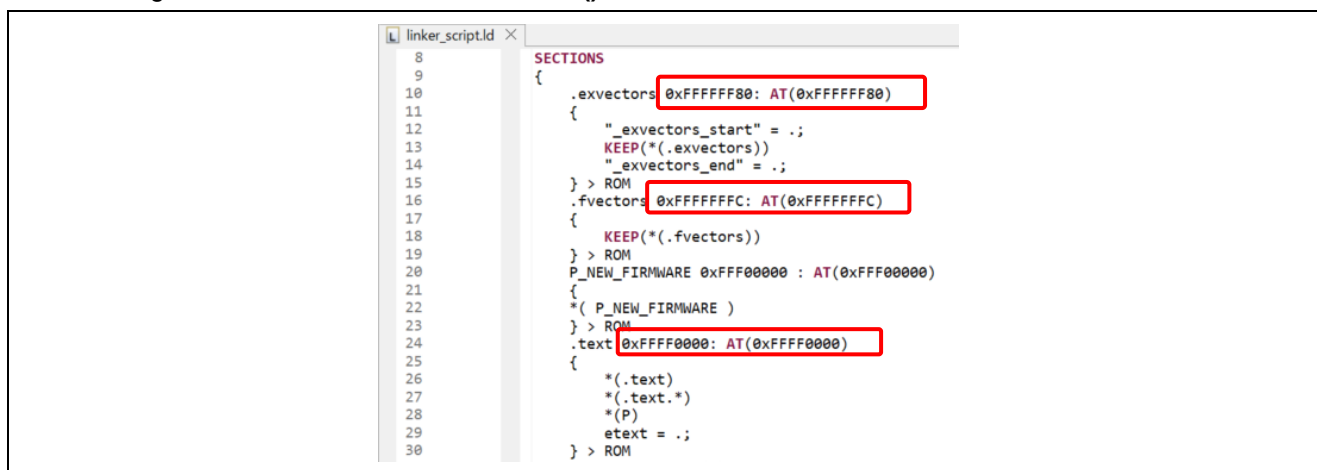 linker_script.ld
8 SECTIONS
9 {
10 .exvectors 0xFFFFFF80: AT(0xFFFFFF80)
11 {
12 "_exvectors_start" = .;
13 KEEP(*(.exvectors))
14 "_exvectors_end" = .;
15 } > ROM
16 .fvectors 0xFFFFFFFC: AT(0xFFFFFFFC)
17 {
18 KEEP(*(.fvectors))
19 } > ROM
20 P_NEW_FIRMWARE 0xFFF00000 : AT(0xFFF00000)
21 {
22 *( P_NEW_FIRMWARE )
23 } > ROM
24 .text 0xFFFF0000: AT(0xFFFF0000)
25 {
26 *(.text)
27 *(.text.*)
28 *(P)
29 etext = .;
30 } > ROM